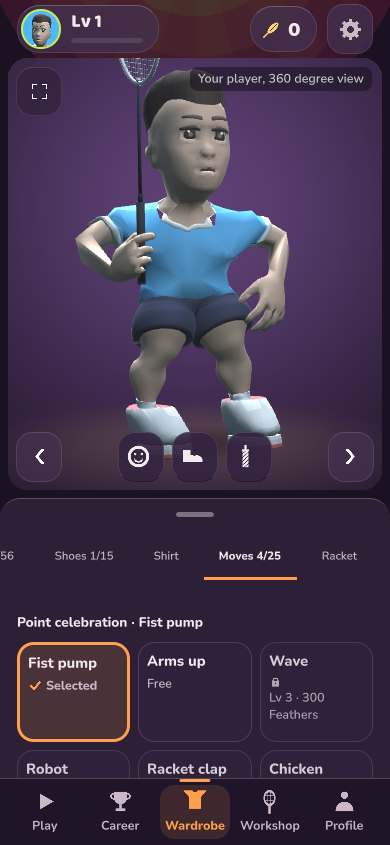 Lv 1
0
Your player, 360 degree view
/56
Shoes 1/15
Shirt
Moves 4/25
Racket
Point celebration · Fist pump
Fist pump
Selected
Arms up
Free
Wave
Lv 3 · 300
Feathers
Robot
Racket clap
Chicken
Play
Career
Wardrobe
Workshop
Profile